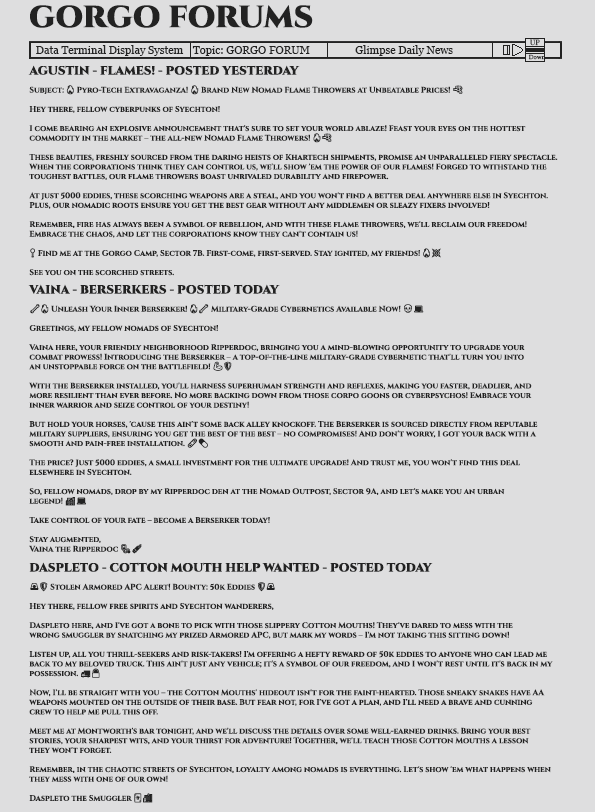 GORGO FORUMS
Data Terminal Display System Topic: GORGO FORUM Glimpse Daily News UP Down
AGUSTIN - FLAMES! - POSTED YESTERDAY
SUBJECT: 🔥 PYRO-TECH EXTRAVAGANZA! 🔥 BRAND NEW NOMAD FLAME THROWERS AT UNBEATABLE PRICES!
HEY THERE, FELLOW CYBERPUNKS OF SYECHTON!
I COME BEARING AN EXPLOSIVE ANNOUNCEMENT THAT'S SURE TO SET YOUR WORLD ABLAZE! FEAST YOUR EYES ON THE HOTTEST
COMMODITY IN THE MARKET – THE ALL-NEW NOMAD FLAME THROWERS! 🔥
THESE BEAUTIES, FRESHLY SOURCED FROM THE DARING HEISTS OF KHARTECH SHIPMENTS, PROMISE AN UNPARALLELED FIERY SPECTACLE.
WHEN THE CORPORATIONS THINK THEY CAN CONTROL US, WE'LL SHOW 'EM THE POWER OF OUR FLAMES! FORGED TO WITHSTAND THE
TOUGHEST BATTLES, OUR FLAME THROWERS BOAST UNRIVALED DURABILITY AND FIREPOWER.
AT JUST 5000 EDDIES, THESE SCORCHING WEAPONS ARE A STEAL, AND YOU WON'T FIND A BETTER DEAL ANYWHERE ELSE IN SYECHTON.
PLUS, OUR NOMADIC ROOTS ENSURE YOU GET THE BEST GEAR WITHOUT ANY MIDDLEMEN OR SLEAZY FIXERS INVOLVED!
REMEMBER, FIRE HAS ALWAYS BEEN A SYMBOL OF REBELLION, AND WITH THESE FLAME THROWERS, WE'LL RECLAIM OUR FREEDOM!
EMBRACE THE CHAOS, AND LET THE CORPORATIONS KNOW THEY CAN'T CONTAIN US!
FIND ME AT THE GORGO CAMP, SECTOR 7B. FIRST-COME, FIRST-SERVED. STAY IGNITED, MY FRIENDS! 🔥
SEE YOU ON THE SCORCHED STREETS.
VAINA - BERSERKERS - POSTED TODAY
UNLEASH YOUR INNER BERSERKER! MILITARY-GRADE CYBERNETICS AVAILABLE NOW!
GREETINGS, MY FELLOW NOMADS OF SYECHTON!
VAINA HERE, YOUR FRIENDLY NEIGHBORHOOD RIPPERDOC, BRINGING YOU A MIND-BLOWING OPPORTUNITY TO UPGRADE YOUR
COMBAT PROWESS! INTRODUCING THE BERSERKER – A TOP-OF-THE-LINE MILITARY-GRADE CYBERNETIC THAT'LL TURN YOU INTO
AN UNSTOPPABLE FORCE ON THE BATTLEFIELD!
WITH THE BERSERKER INSTALLED, YOU'LL HARNESS SUPERHUMAN STRENGTH AND REFLEXES, MAKING YOU FASTER, DEADLIER, AND
MORE RESILIENT THAN EVER BEFORE. NO MORE BACKING DOWN FROM THOSE CORPO GOONS OR CYBERPSYCHOS! EMBRACE YOUR
INNER WARRIOR AND SEIZE CONTROL OF YOUR DESTINY!
BUT HOLD YOUR HORSES, 'CAUSE THIS AIN'T SOME BACK ALLEY KNOCKOFF. THE BERSERKER IS SOURCED DIRECTLY FROM REPUTABLE
MILITARY SUPPLIERS, ENSURING YOU GET THE BEST OF THE BEST – NO COMPROMISES! AND DON'T WORRY, I GOT YOUR BACK WITH A
SMOOTH AND PAIN-FREE INSTALLATION.
THE PRICE? JUST 5000 EDDIES, A SMALL INVESTMENT FOR THE ULTIMATE UPGRADE! AND TRUST ME, YOU WON'T FIND THIS DEAL
ELSEWHERE IN SYECHTON.
SO, FELLOW NOMADS, DROP BY MY RIPPERDOC DEN AT THE NOMAD OUTPOST, SECTOR 9A, AND LET'S MAKE YOU AN URBAN
LEGEND!
TAKE CONTROL OF YOUR FATE – BECOME A BERSERKER TODAY!
STAY AUGMENTED,
VAINA THE RIPPERDOC
DASPLETO - COTTON MOUTH HELP WANTED - POSTED TODAY
STOLEN ARMORED APC ALERT! BOUNTY: 50K EDDIES
HEY THERE, FELLOW FREE SPIRITS AND SYECHTON WANDERERS,
DASPLETO HERE, AND I'VE GOT A BONE TO PICK WITH THOSE SLIPPERY COTTON MOUTHS! THEY'VE DARED TO MESS WITH THE
WRONG SMUGGLER BY SNATCHING MY PRIZED ARMORED APC, BUT MARK MY WORDS – I'M NOT TAKING THIS SITTING DOWN!
LISTEN UP, ALL YOU THRILL-SEEKERS AND RISK-TAKERS! I'M OFFERING A HEFTY REWARD OF 50K EDDIES TO ANYONE WHO CAN LEAD ME
BACK TO MY BELOVED TRUCK. THIS AIN'T JUST ANY VEHICLE; IT'S A SYMBOL OF OUR FREEDOM, AND I WON'T REST UNTIL IT'S BACK IN MY
POSSESSION.
NOW, I'LL BE STRAIGHT WITH YOU – THE COTTON MOUTHS' HIDEOUT ISN'T FOR THE FAINT-HEARTED. THOSE SNEAKY SNAKES HAVE AA
WEAPONS MOUNTED ON THE OUTSIDE OF THEIR BASE. BUT FEAR NOT, FOR I'VE GOT A PLAN, AND I'LL NEED A BRAVE AND CUNNING
CREW TO HELP ME PULL THIS OFF.
MEET ME AT MONTWORTH'S BAR TONIGHT, AND WE'LL DISCUSS THE DETAILS OVER SOME WELL-EARNED DRINKS. BRING YOUR BEST
STORIES, YOUR SHARPEST WITS, AND YOUR THIRST FOR ADVENTURE! TOGETHER, WE'LL TEACH THOSE COTTON MOUTHS A LESSON
THEY WON'T FORGET.
REMEMBER, IN THE CHAOTIC STREETS OF SYECHTON, LOYALTY AMONG NOMADS IS EVERYTHING. LET'S SHOW 'EM WHAT HAPPENS WHEN
THEY MESS WITH ONE OF OUR OWN!
DASPLETO THE SMUGGLER